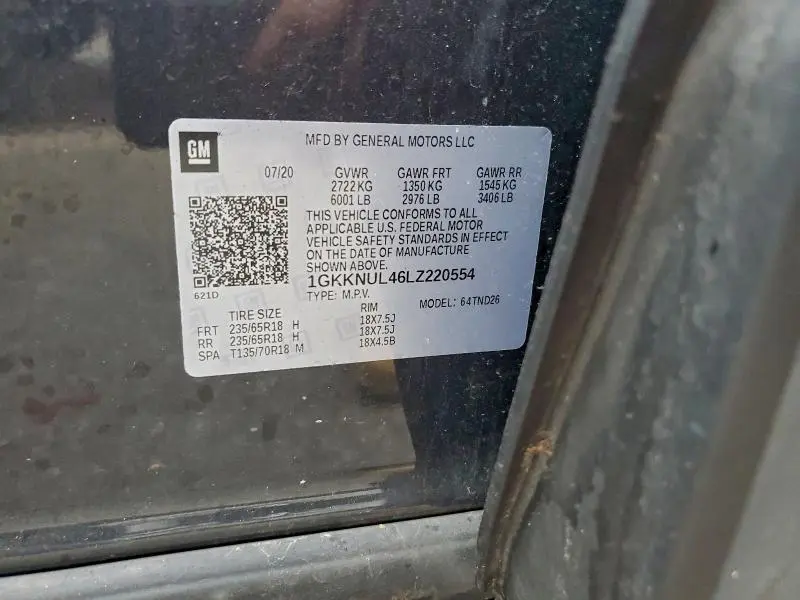 GM
MFD BY GENERAL MOTORS LLC
07/20 GVWR GAWR FRT GAWR RR
2722 KG 1350 KG 1545 KG
6001 LB 2976 LB 3406 LB
THIS VEHICLE CONFORMS TO ALL
APPLICABLE U.S. FEDERAL MOTOR
VEHICLE SAFETY STANDARDS IN EFFECT
ON THE DATE OF MANUFACTURE
SHOWN ABOVE.
1GKKNUL46LZ220554
621D TYPE: M.P.V. MODEL: 64TND26
TIRE SIZE RIM
FRT 235/65R18 H 18X7.5J
RR 235/65R18 H 18X7.5J
SPA T135/70R18 M 18X4.5B